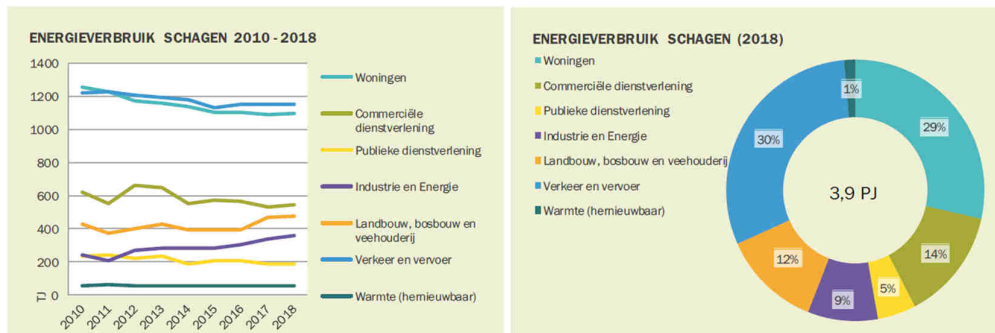 ENERGIEVERBRUIK SCHAGEN 2010 - 2018
1400
1200
1000
800
600
400
200
TJ 0
2010
2011
2012
2013
2014
2015
2016
2017
2018
Woningen
Commerciële
dienstverlening
Publieke dienstverlening
Industrie en Energie
Landbouw, bosbouw en
veehouderij
Verkeer en vervoer
Warmte (hernieuwbaar)
ENERGIEVERBRUIK SCHAGEN (2018)
Woningen
Commerciële dienstverlening
Publieke dienstverlening
Industrie en Energie
Landbouw, bosbouw en veehouderij
Verkeer en vervoer
Warmte (hernieuwbaar)
1%
29%
30%
3,9 PJ
14%
12%
5%
9%